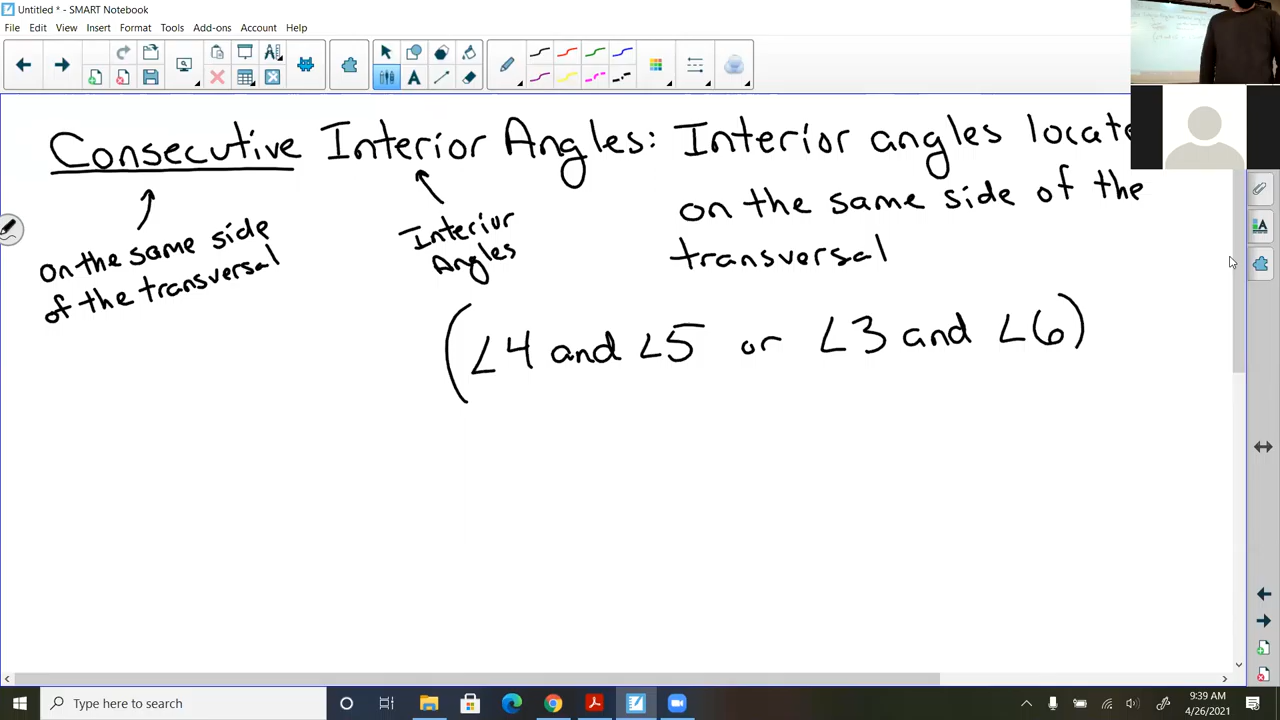 Untitled * - SMART Notebook
File Edit View Insert Format Tools Add-ons Account Help
Consecutive Interior Angles: Interior angles locate
on the same side of the
transversal
on the same side
of the transversal
Interior
Angles
(∠4 and ∠5 or ∠3 and ∠6)
Type here to search
9:39 AM
4/26/2021